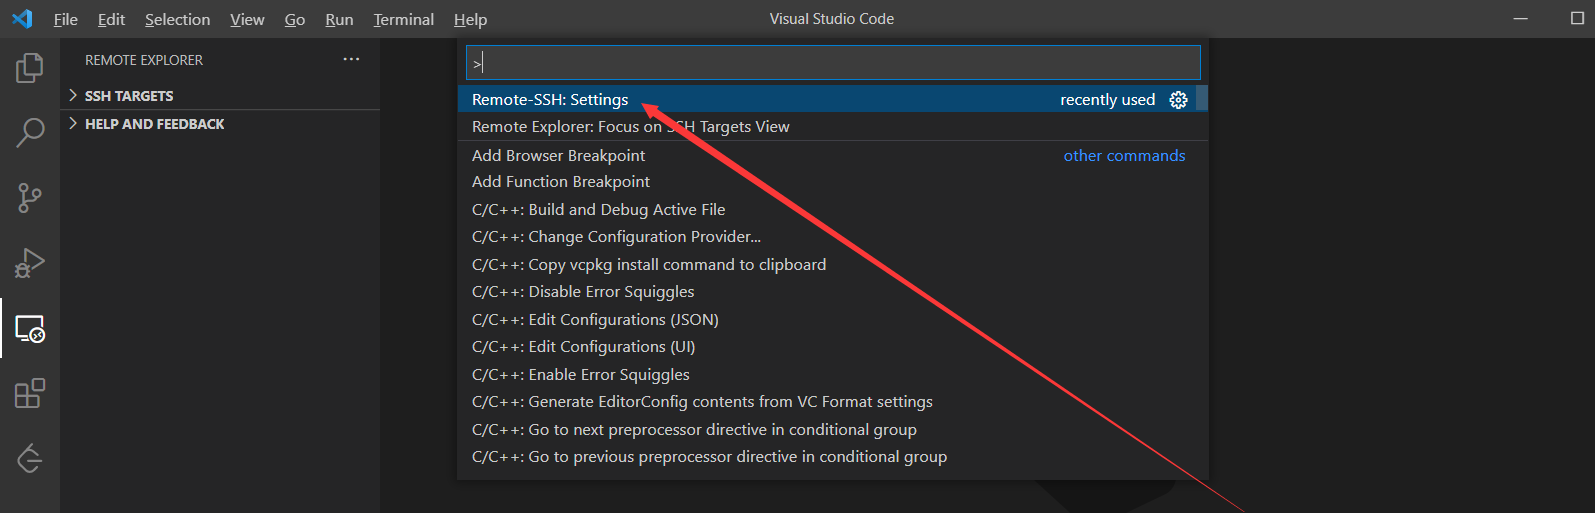 File Edit Selection View Go Run Terminal Help Visual Studio Code
REMOTE EXPLORER
SSH TARGETS
HELP AND FEEDBACK
>
Remote-SSH: Settings recently used
Remote Explorer: Focus on SSH Targets View
Add Browser Breakpoint other commands
Add Function Breakpoint
C/C++: Build and Debug Active File
C/C++: Change Configuration Provider...
C/C++: Copy vcpkg install command to clipboard
C/C++: Disable Error Squiggles
C/C++: Edit Configurations (JSON)
C/C++: Edit Configurations (UI)
C/C++: Enable Error Squiggles
C/C++: Generate EditorConfig contents from VC Format settings
C/C++: Go to next preprocessor directive in conditional group
C/C++: Go to previous preprocessor directive in conditional group